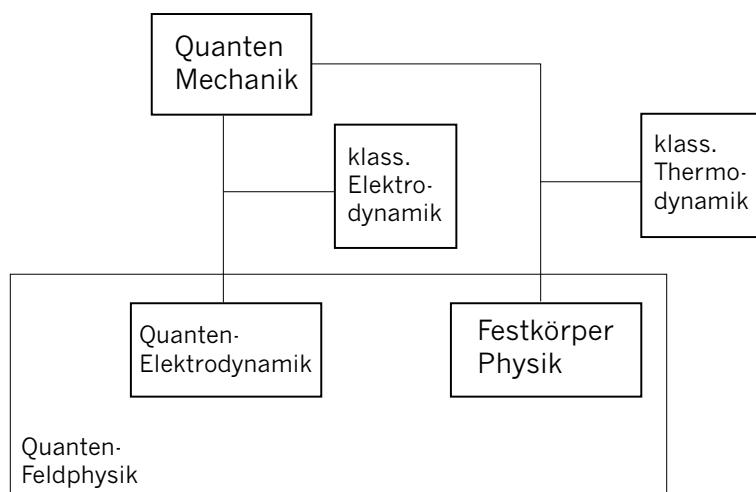 Quanten
Mechanik
klass.
Elektro-
dynamik
klass.
Thermo-
dynamik
Quanten-
Elektrodynamik
Festkörper
Physik
Quanten-
Feldphysik